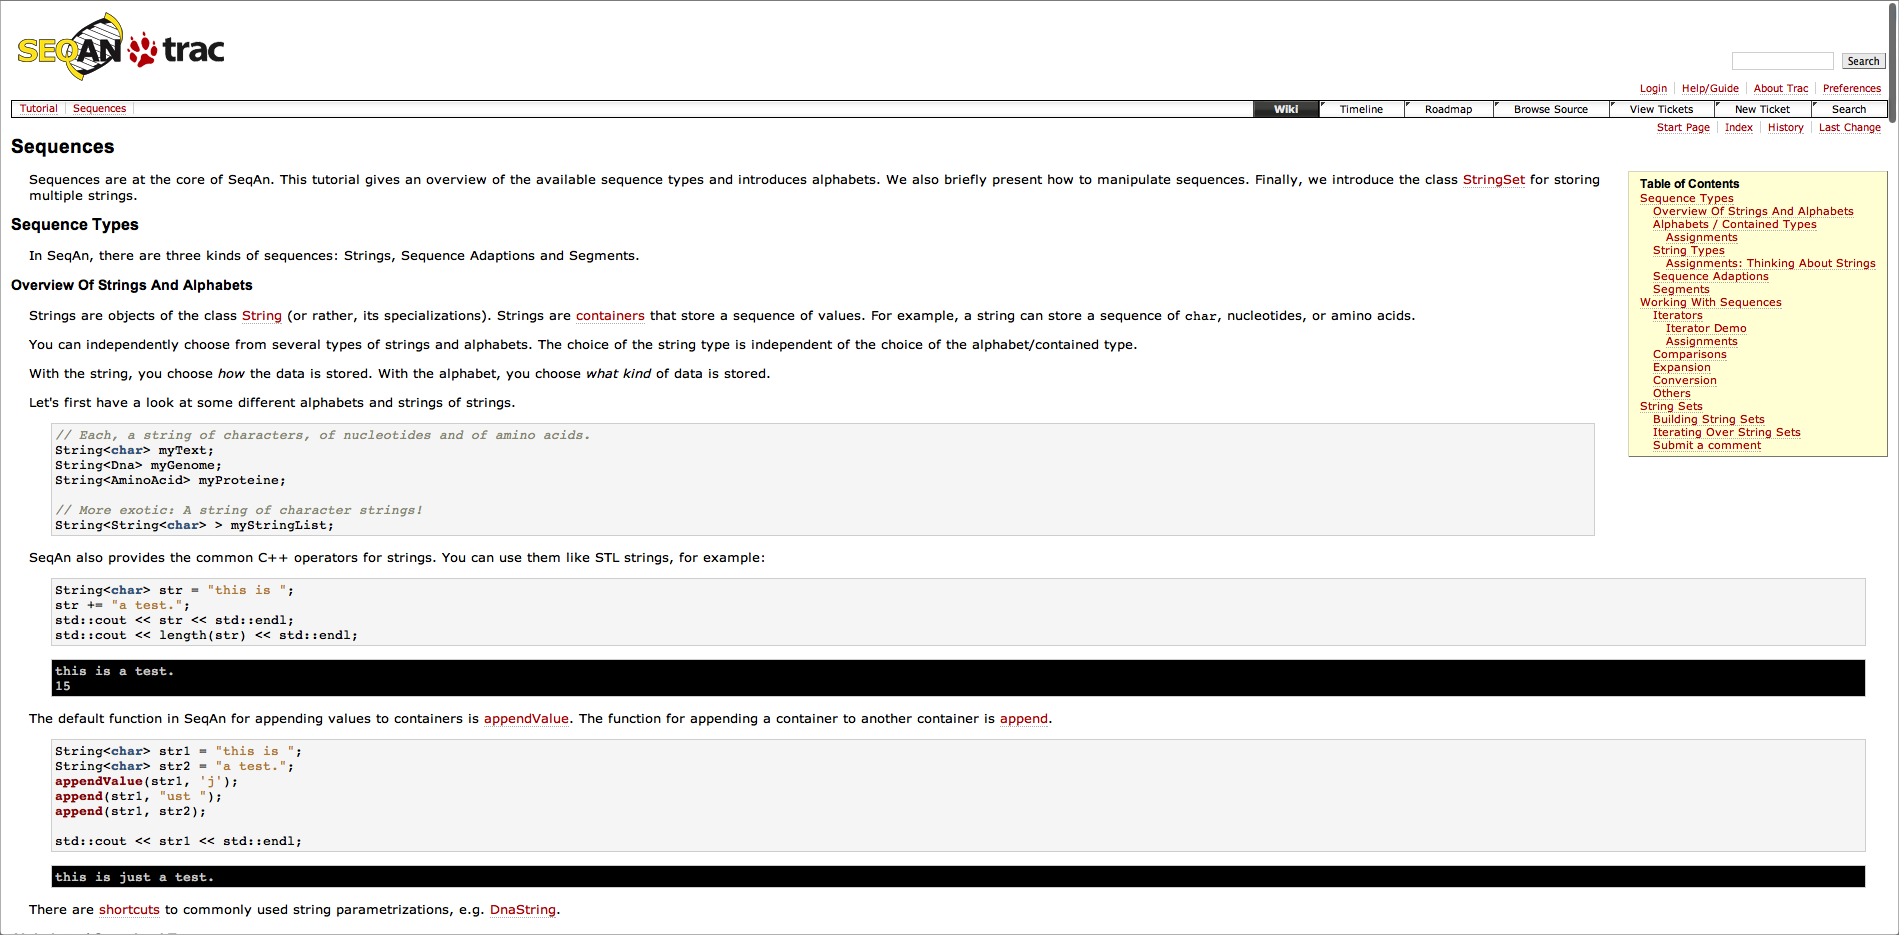 SEQAN trac
Search
Login Help/Guide About Trac Preferences
Tutorial Sequences Wiki Timeline Roadmap Browse Source View Tickets New Ticket Search
Start Page Index History Last Change
Sequences
Sequences are at the core of SeqAn. This tutorial gives an overview of the available sequence types and introduces alphabets. We also briefly present how to manipulate sequences. Finally, we introduce the class StringSet for storing
multiple strings.
Table of Contents
Sequence Types
Overview Of Strings And Alphabets
Alphabets / Contained Types
Assignments
String Types
Assignments: Thinking About Strings
Sequence Adaptions
Segments
Working With Sequences
Iterators
Iterator Demo
Assignments
Comparisons
Expansion
Conversion
Others
String Sets
Building String Sets
Iterating Over String Sets
Submit a comment
Sequence Types
In SeqAn, there are three kinds of sequences: Strings, Sequence Adaptions and Segments.
Overview Of Strings And Alphabets
Strings are objects of the class String (or rather, its specializations). Strings are containers that store a sequence of values. For example, a string can store a sequence of char, nucleotides, or amino acids.
You can independently choose from several types of strings and alphabets. The choice of the string type is independent of the choice of the alphabet/contained type.
With the string, you choose how the data is stored. With the alphabet, you choose what kind of data is stored.
Let's first have a look at some different alphabets and strings of strings.
// Each, a string of characters, of nucleotides and of amino acids.
String<char> myText;
String<Dna> myGenome;
String<AminoAcid> myProteine;
// More exotic: A string of character strings!
String<String<char> > myStringList;
SeqAn also provides the common C++ operators for strings. You can use them like STL strings, for example:
String<char> str = "this is ";
str += "a test.";
std::cout << str << std::endl;
std::cout << length(str) << std::endl;
this is a test.
15
The default function in SeqAn for appending values to containers is appendValue. The function for appending a container to another container is append.
String<char> str1 = "this is ";
String<char> str2 = "a test.";
appendValue(str1, 'j');
append(str1, "ust ");
append(str1, str2);
std::cout << str1 << std::endl;
this is just a test.
There are shortcuts to commonly used string parametrizations, e.g. DnaString.